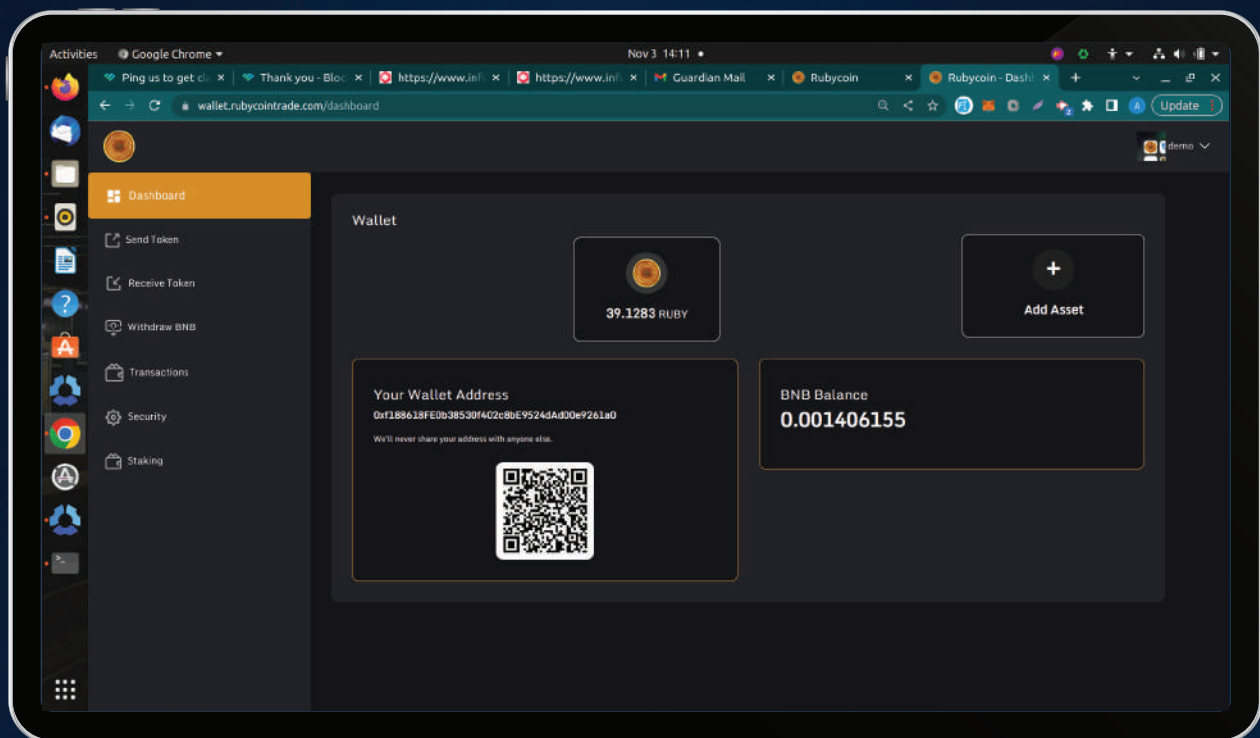 Activities Google Chrome Nov 3 14:11
Ping us to get cl Thank you - Bloc https://www.inf https://www.inf Guardian Mail Rubycoin Rubycoin - Dash
wallet.rubycointrade.com/dashboard Update
demo
Dashboard
Send Token
Receive Token
Withdraw BNB
Transactions
Security
Staking
Wallet
39.1283 RUBY
Add Asset
Your Wallet Address
0xf188618FE0b38530f402c8bE9524dAd00e9261a0
We'll never share your address with anyone else.
BNB Balance
0.001406155